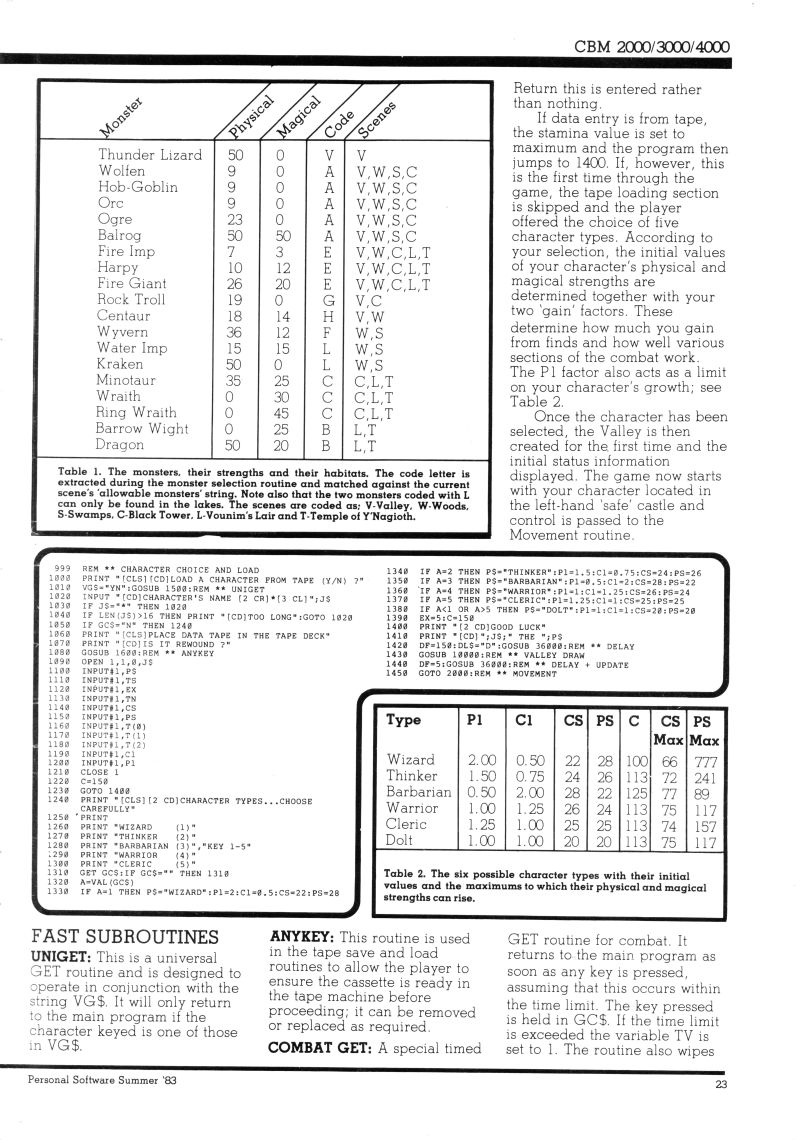 CBM 2000/3000/4000
Monster Physical Magical Code Scenes
Thunder Lizard 50 0 V V
Wolfen 9 0 A V,W,S,C
Hob-Goblin 9 0 A V,W,S,C
Orc 9 0 A V,W,S,C
Ogre 23 0 A V,W,S,C
Balrog 50 50 A V,W,S,C
Fire Imp 7 3 E V,W,C,L,T
Harpy 10 12 E V,W,C,L,T
Fire Giant 26 20 E V,W,C,L,T
Rock Troll 19 0 G V,C
Centaur 18 14 H V,W
Wyvern 36 12 F W,S
Water Imp 15 15 L W,S
Kraken 50 0 L W,S
Minotaur 35 25 C C,L,T
Wraith 0 30 C C,L,T
Ring Wraith 0 45 C C,L,T
Barrow Wight 0 25 B L,T
Dragon 50 20 B L,T
Table 1. The monsters, their strengths and their habitats. The code letter is
extracted during the monster selection routine and matched against the current
scene's 'allowable monsters' string. Note also that the two monsters coded with L
can only be found in the lakes. The scenes are coded as; V-Valley, W-Woods,
S-Swamps, C-Black Tower, L-Vounim's Lair and T-Temple of Y'Nagioth.
Return this is entered rather
than nothing.
If data entry is from tape,
the stamina value is set to
maximum and the program then
jumps to 1400. If, however, this
is the first time through the
game, the tape loading section
is skipped and the player
offered the choice of five
character types. According to
your selection, the initial values
of your character's physical and
magical strengths are
determined together with your
two 'gain' factors. These
determine how much you gain
from finds and how well various
sections of the combat work.
The P1 factor also acts as a limit
on your character's growth; see
Table 2.
Once the character has been
selected, the Valley is then
created for the first time and the
initial status information
displayed. The game now starts
with your character located in
the left-hand 'safe' castle and
control is passed to the
Movement routine.
999 REM ** CHARACTER CHOICE AND LOAD
1000 PRINT "[CLS][CD]LOAD A CHARACTER FROM TAPE (Y/N) ?"
1010 VG$="YN":GOSUB 1500:REM ** UNIGET
1020 INPUT "[CD]CHARACTER'S NAME [2 CR]*[3 CL]";J$
1030 IF J$="*" THEN 1020
1040 IF LEN(J$)>16 THEN PRINT "[CD]TOO LONG":GOTO 1020
1050 IF GC$="N" THEN 1240
1060 PRINT "[CLS]PLACE DATA TAPE IN THE TAPE DECK"
1070 PRINT "[CD]IS IT REWOUND ?"
1080 GOSUB 1600:REM ** ANYKEY
1090 OPEN 1,1,0,J$
1100 INPUT#1,P$
1110 INPUT#1,TS
1120 INPUT#1,EX
1130 INPUT#1,TN
1140 INPUT#1,CS
1150 INPUT#1,PS
1160 INPUT#1,T(0)
1170 INPUT#1,T(1)
1180 INPUT#1,T(2)
1190 INPUT#1,C1
1200 INPUT#1,P1
1210 CLOSE 1
1220 C=150
1230 GOTO 1400
1240 PRINT "[CLS][2 CD]CHARACTER TYPES...CHOOSE
CAREFULLY"
1250 PRINT
1260 PRINT "WIZARD (1)"
1270 PRINT "THINKER (2)"
1280 PRINT "BARBARIAN (3)","KEY 1-5"
1290 PRINT "WARRIOR (4)"
1300 PRINT "CLERIC (5)"
1310 GET GC$:IF GC$="" THEN 1310
1320 A=VAL(GC$)
1330 IF A=1 THEN P$="WIZARD":P1=2:C1=0.5:CS=22:PS=28
1340 IF A=2 THEN P$="THINKER":P1=1.5:C1=0.75:CS=24:PS=26
1350 IF A=3 THEN P$="BARBARIAN":P1=0.5:C1=2:CS=28:PS=22
1360 IF A=4 THEN P$="WARRIOR":P1=1:C1=1.25:CS=26:PS=24
1370 IF A=5 THEN P$="CLERIC":P1=1.25:C1=1:CS=25:PS=25
1380 IF A<1 OR A>5 THEN P$="DOLT":P1=1:C1=1:CS=20:PS=20
1390 EX=5:C=150
1400 PRINT "[2 CD]GOOD LUCK"
1410 PRINT "[CD]";J$;" THE ";P$
1420 DF=150:DL$="D":GOSUB 36000:REM ** DELAY
1430 GOSUB 10000:REM ** VALLEY DRAW
1440 DF=5:GOSUB 36000:REM ** DELAY + UPDATE
1450 GOTO 2000:REM ** MOVEMENT
Type P1 C1 CS PS C CS Max PS Max
Wizard 2.00 0.50 22 28 100 66 777
Thinker 1.50 0.75 24 26 113 72 241
Barbarian 0.50 2.00 28 22 125 77 89
Warrior 1.00 1.25 26 24 113 75 117
Cleric 1.25 1.00 25 25 113 74 157
Dolt 1.00 1.00 20 20 113 75 117
Table 2. The six possible character types with their initial
values and the maximums to which their physical and magical
strengths can rise.
FAST SUBROUTINES
UNIGET: This is a universal
GET routine and is designed to
operate in conjunction with the
string VG$. It will only return
to the main program if the
character keyed is one of those
in VG$.
ANYKEY: This routine is used
in the tape save and load
routines to allow the player to
ensure the cassette is ready in
the tape machine before
proceeding; it can be removed
or replaced as required.
COMBAT GET: A special timed
GET routine for combat. It
returns to the main program as
soon as any key is pressed,
assuming that this occurs within
the time limit. The key pressed
is held in GC$. If the time limit
is exceeded the variable TV is
set to 1. The routine also wipes
Personal Software Summer '83
23